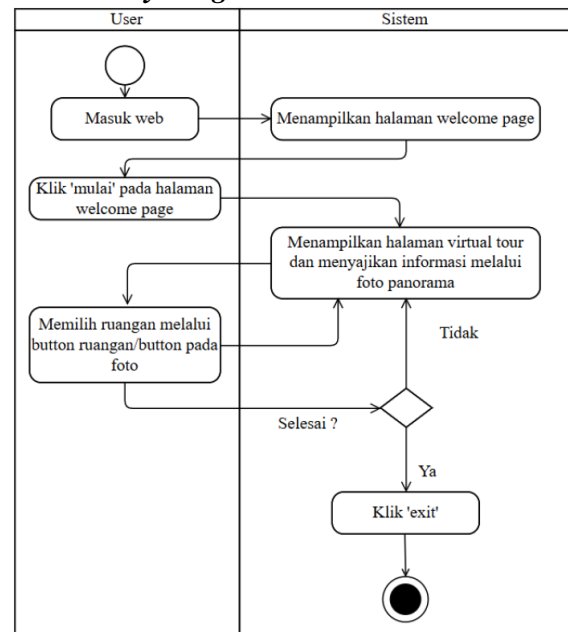 User
Sistem
Masuk web
Menampilkan halaman welcome page
Klik 'mulai' pada halaman
welcome page
Menampilkan halaman virtual tour
dan menyajikan informasi melalui
foto panorama
Memilih ruangan melalui
button ruangan/button pada
foto
Tidak
Selesai ?
Ya
Klik 'exit'